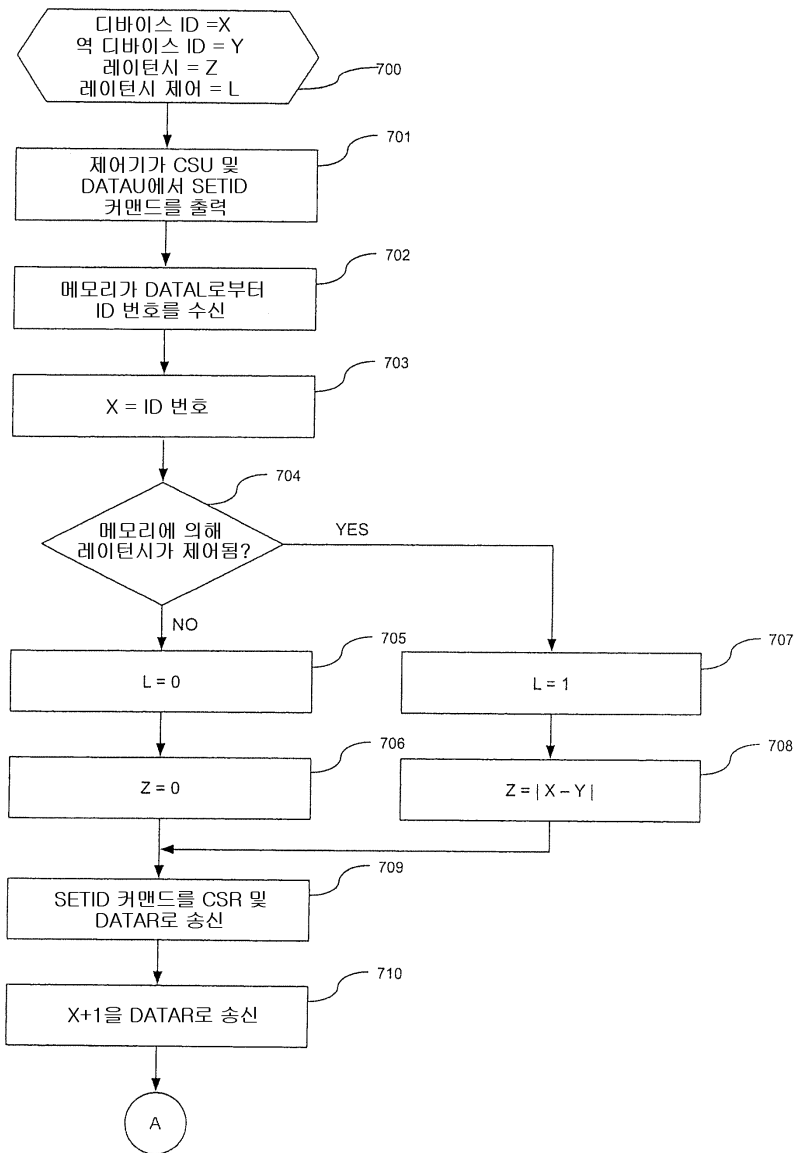 디바이스 ID =X
역 디바이스 ID = Y
레이턴시 = Z
레이턴시 제어 = L
700
701
제어기가 CSU 및
DATAU에서 SETID
커맨드를 출력
702
메모리가 DATAL로부터
ID 번호를 수신
703
X = ID 번호
704
메모리에 의해
레이턴시가 제어됨?
YES
NO
705
L = 0
707
L = 1
706
Z = 0
708
Z = | X – Y |
709
SETID 커맨드를 CSR 및
DATAR로 송신
710
X+1을 DATAR로 송신
A